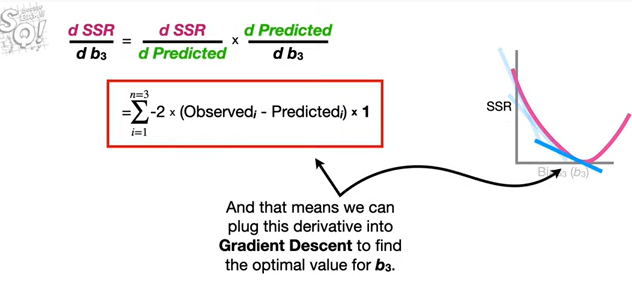 SQ!
d SSR / d b₃ = d SSR / d Predicted x d Predicted / d b₃
n=3
=∑ -2 × (Observedᵢ - Predictedᵢ) × 1
i=1
SSR
(b₃)
And that means we can
plug this derivative into
Gradient Descent to find
the optimal value for b₃.